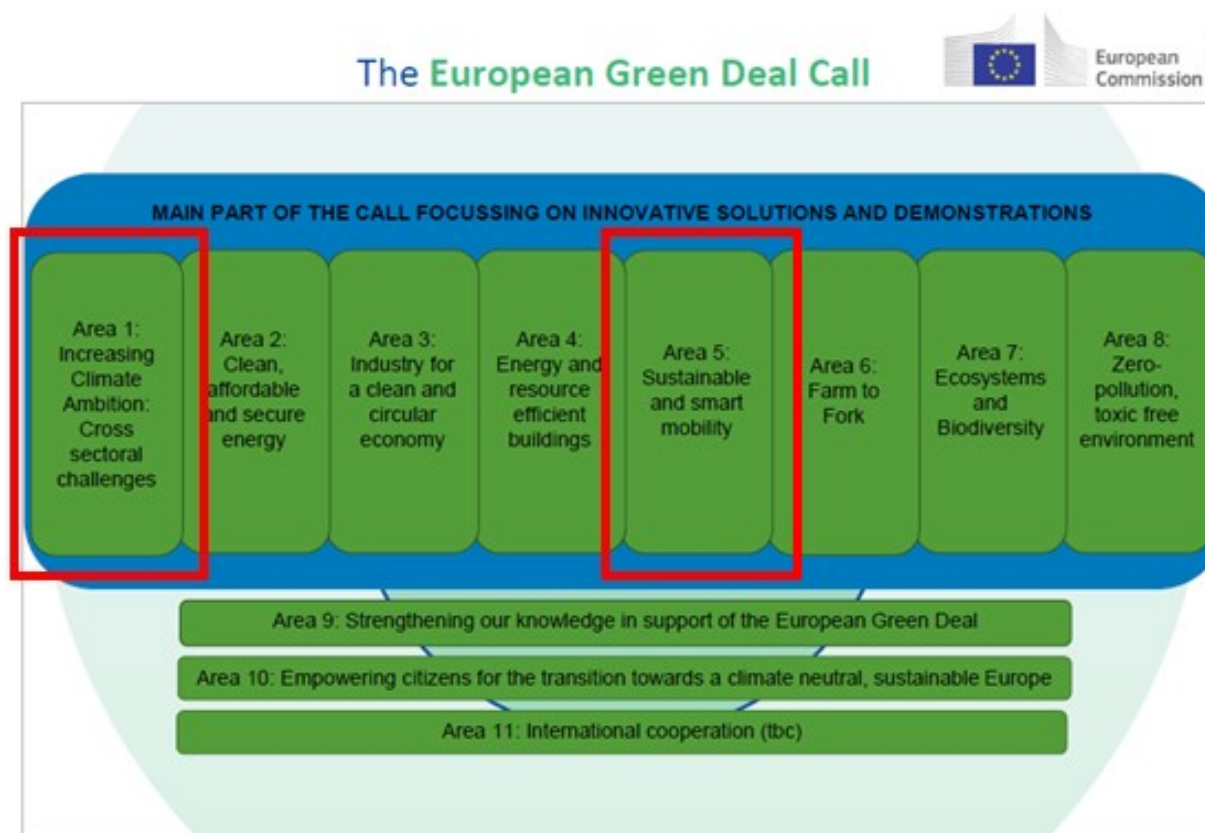 The European Green Deal Call
European
Commission
MAIN PART OF THE CALL FOCUSSING ON INNOVATIVE SOLUTIONS AND DEMONSTRATIONS
Area 1:
Increasing
Climate
Ambition:
Cross
sectoral
challenges
Area 2:
Clean,
affordable
and secure
energy
Area 3:
Industry for
a clean and
circular
economy
Area 4:
Energy and
resource
efficient
buildings
Area 5:
Sustainable
and smart
mobility
Area 6:
Farm to
Fork
Area 7:
Ecosystems
and
Biodiversity
Area 8:
Zero-
pollution,
toxic free
environment
Area 9: Strengthening our knowledge in support of the European Green Deal
Area 10: Empowering citizens for the transition towards a climate neutral, sustainable Europe
Area 11: International cooperation (tbc)